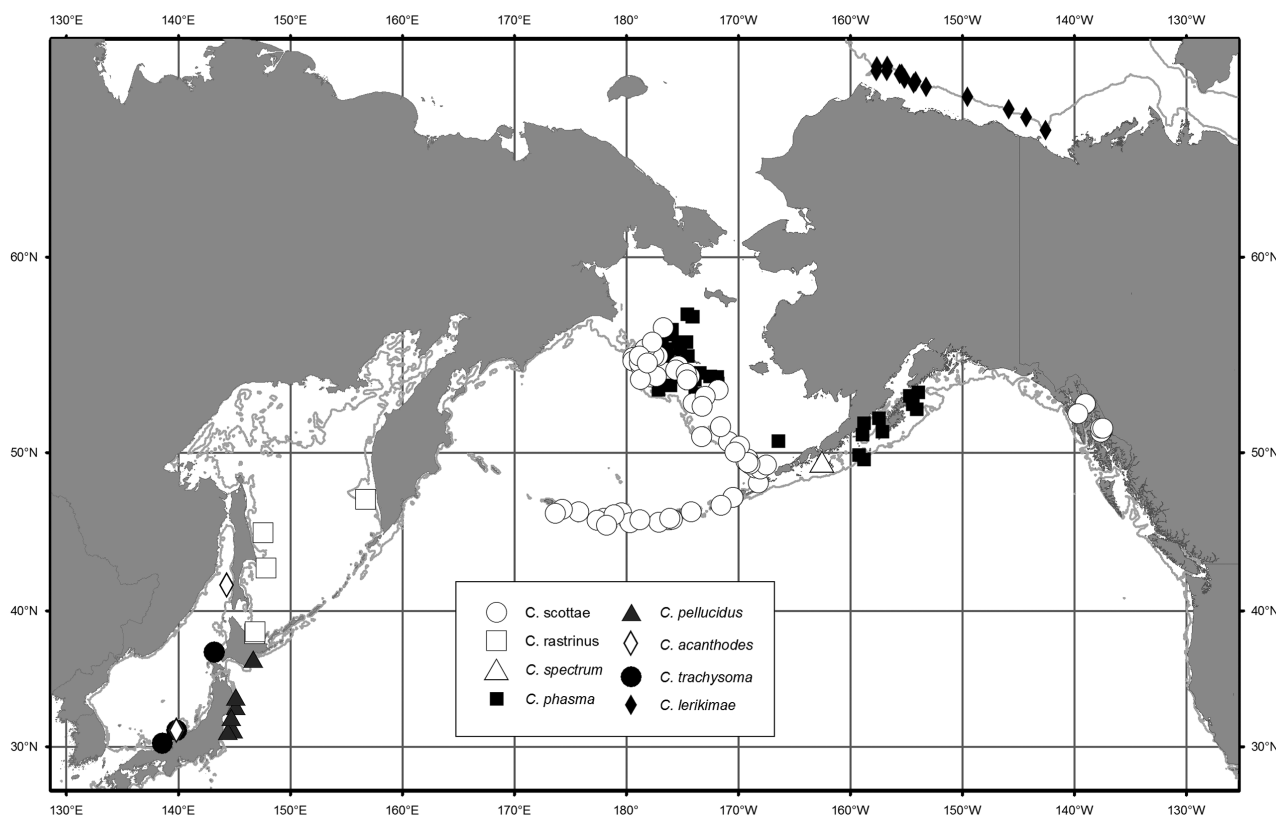 130°E 140°E 150°E 160°E 170°E 180° 170°W 160°W 150°W 140°W 130°W
60°N 60°N
50°N 50°N
40°N 40°N
30°N 30°N
C. scottae
C. rastrinus
C. spectrum
C. phasma
C. pellucidus
C. acanthodes
C. trachysoma
C. lerikimae
130°E 140°E 150°E 160°E 170°E 180° 170°W 160°W 150°W 140°W 130°W